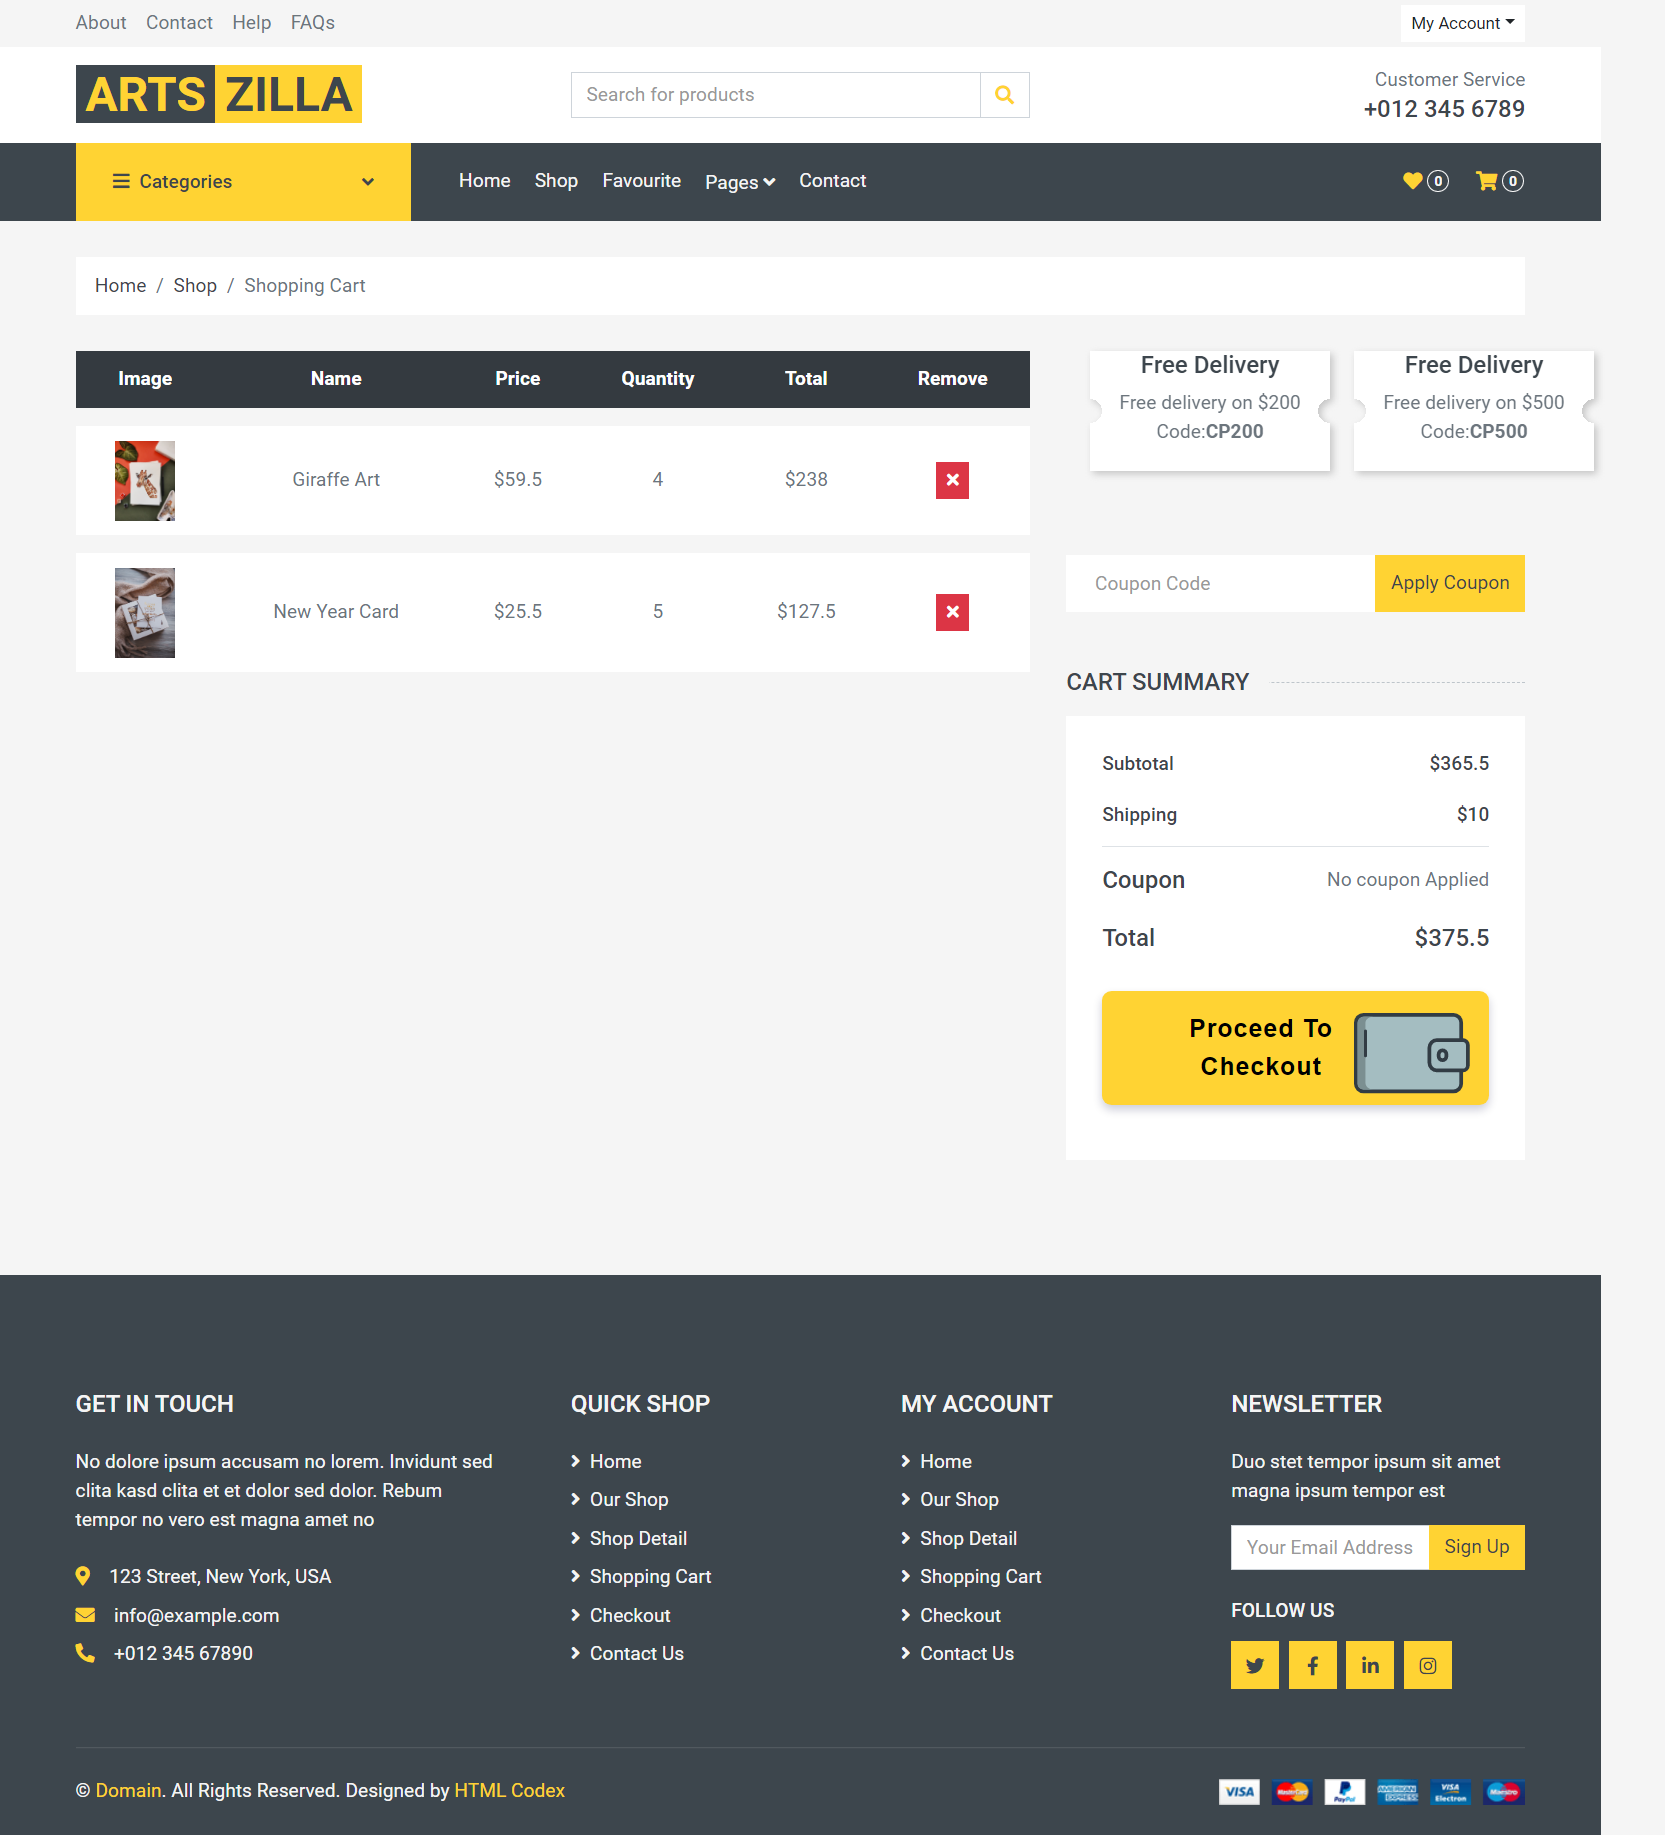 About Contact Help FAQs
My Account
ARTS ZILLA
Search for products
Customer Service
+012 345 6789
Categories
Home Shop Favourite Pages Contact
0 0
Home / Shop / Shopping Cart
Image Name Price Quantity Total Remove
Giraffe Art $59.5 4 $238
New Year Card $25.5 5 $127.5
Free Delivery
Free delivery on $200
Code:CP200
Free Delivery
Free delivery on $500
Code:CP500
Coupon Code Apply Coupon
CART SUMMARY
Subtotal $365.5
Shipping $10
Coupon No coupon Applied
Total $375.5
Proceed To
Checkout
GET IN TOUCH
No dolore ipsum accusam no lorem. Invidunt sed
clita kasd clita et et dolor sed dolor. Rebum
tempor no vero est magna amet no
123 Street, New York, USA
info@example.com
+012 345 67890
QUICK SHOP
Home
Our Shop
Shop Detail
Shopping Cart
Checkout
Contact Us
MY ACCOUNT
Home
Our Shop
Shop Detail
Shopping Cart
Checkout
Contact Us
NEWSLETTER
Duo stet tempor ipsum sit amet
magna ipsum tempor est
Your Email Address Sign Up
FOLLOW US
© Domain. All Rights Reserved. Designed by HTML Codex
VISA MasterCard PayPal AMERICAN EXPRESS VISA Electron Maestro